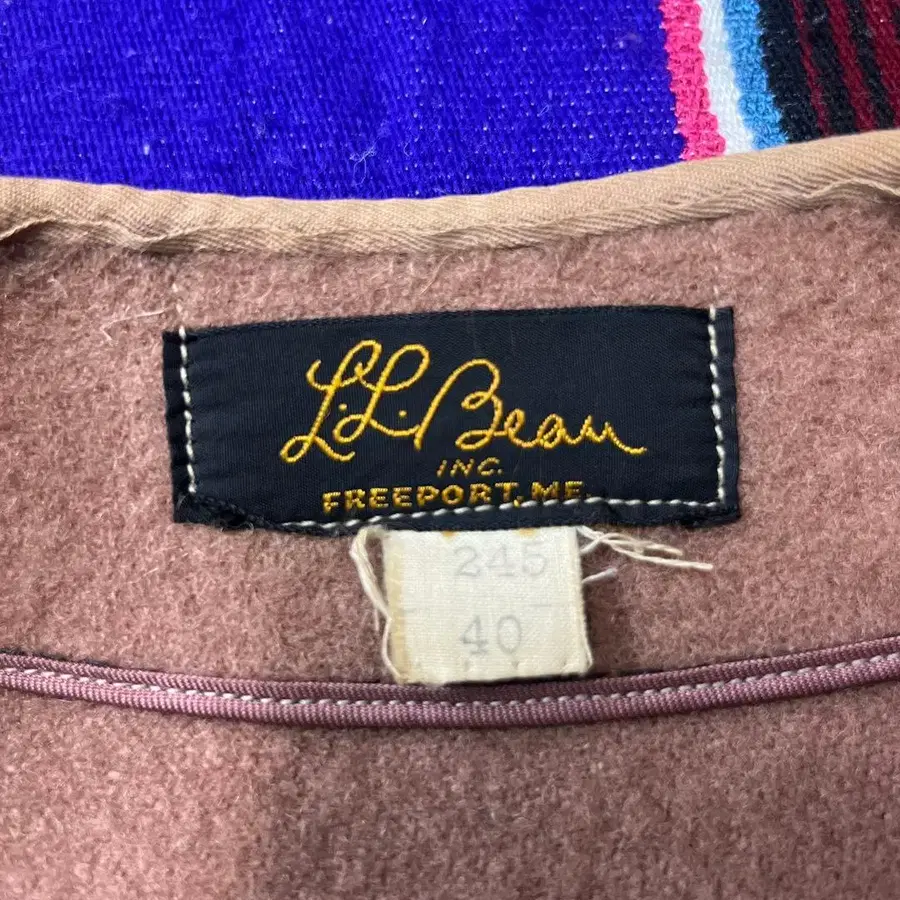 L.L.Bean
INC.
FREEPORT, ME.
245
40